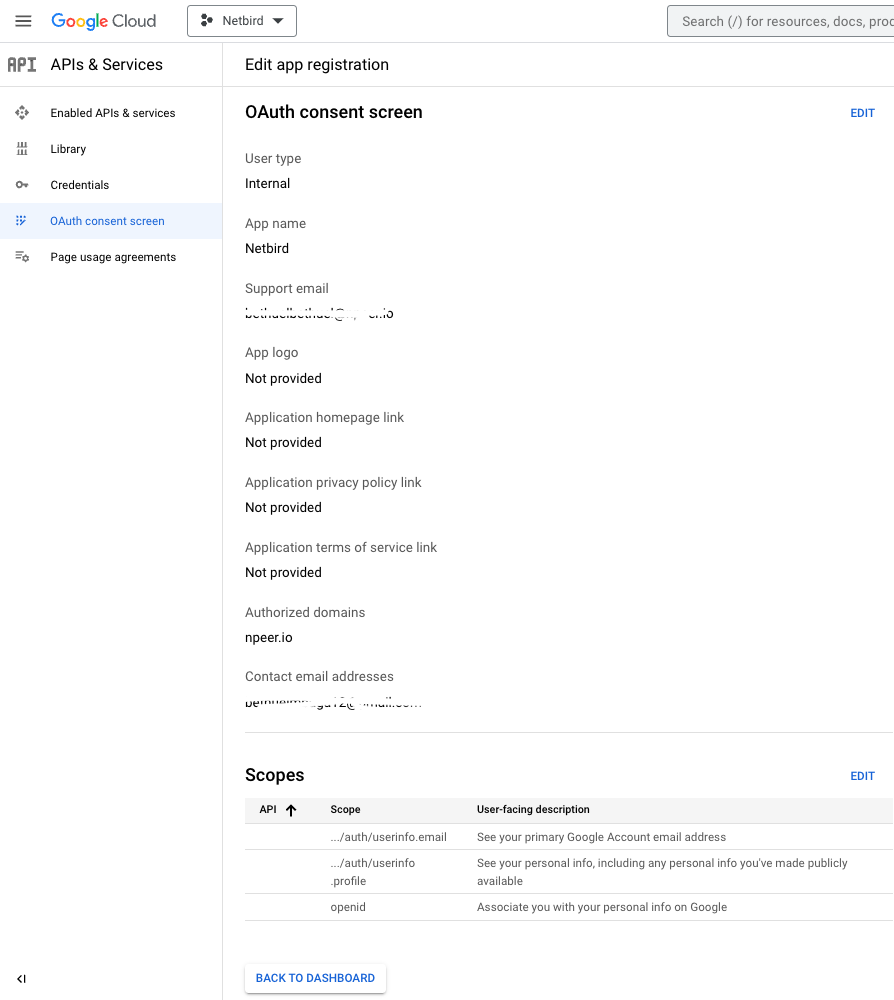 Google Cloud
Netbird
Search (/) for resources, docs, proc
API
APIs & Services
Edit app registration
Enabled APIs & services
Library
Credentials
OAuth consent screen
Page usage agreements
OAuth consent screen
EDIT
User type
Internal
App name
Netbird
Support email
App logo
Not provided
Application homepage link
Not provided
Application privacy policy link
Not provided
Application terms of service link
Not provided
Authorized domains
npeer.io
Contact email addresses
Scopes
EDIT
API Scope User-facing description
.../auth/userinfo.email See your primary Google Account email address
.../auth/userinfo See your personal info, including any personal info you've made publicly
.profile available
openid Associate you with your personal info on Google
BACK TO DASHBOARD